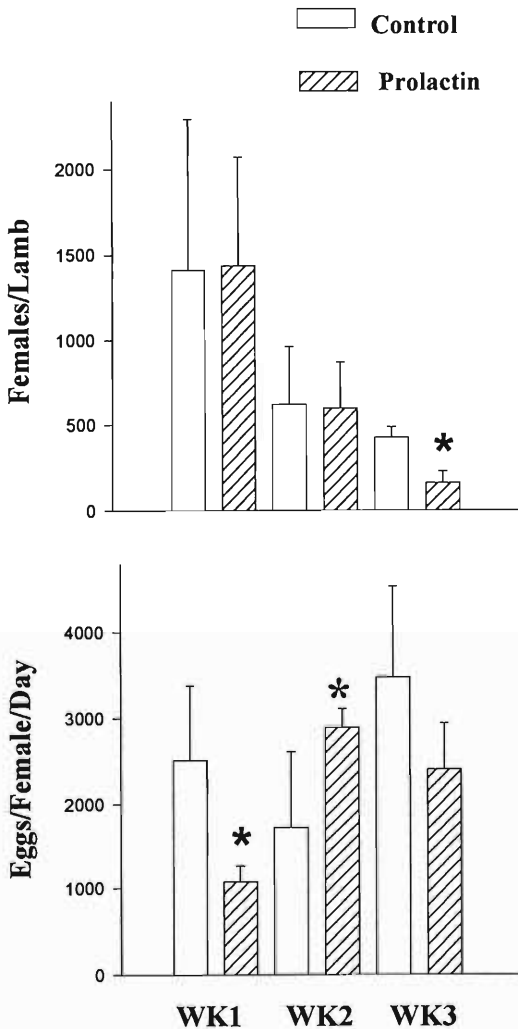 Control
Prolactin
Females/Lamb
2000
1500
1000
500
0
*
Eggs/Female/Day
4000
3000
2000
1000
0
*
*
WK1 WK2 WK3